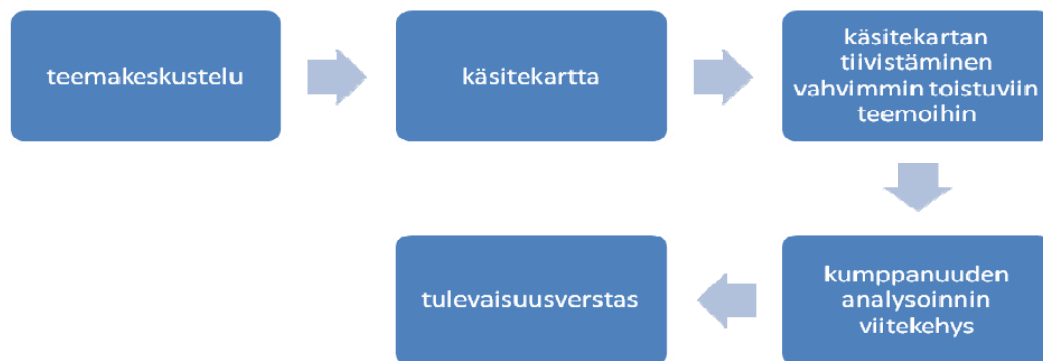 teemakeskustelu
käsitekartta
käsitekartan
tiivistäminen
vahvimmin toistuviin
teemoihin
kumppanuuden
analysoinnin
viitekehys
tulevaisuusverstas